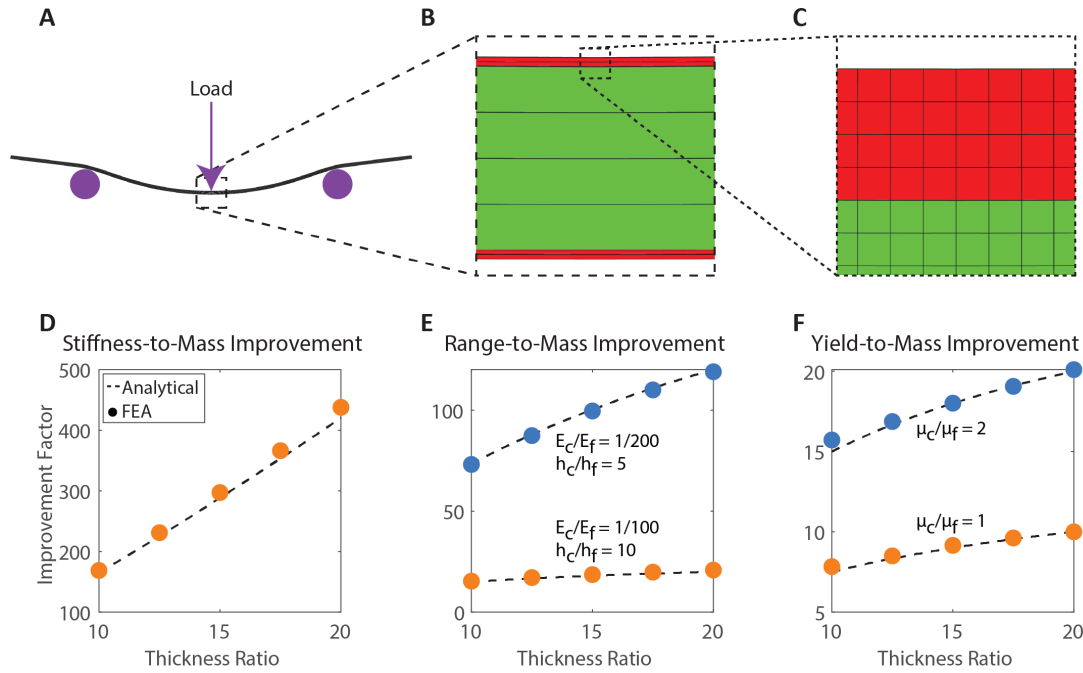 A
B
C
Load
D
Stiffness-to-Mass Improvement
500
400
300
200
100
10
15
20
Improvement Factor
Thickness Ratio
Analytical
FEA
E
Range-to-Mass Improvement
100
50
0
10
15
20
Thickness Ratio
E_c/E_f = 1/200
h_c/h_f = 5
E_c/E_f = 1/100
h_c/h_f = 10
F
Yield-to-Mass Improvement
20
15
10
5
10
15
20
Thickness Ratio
μ_c/μ_f = 2
μ_c/μ_f = 1